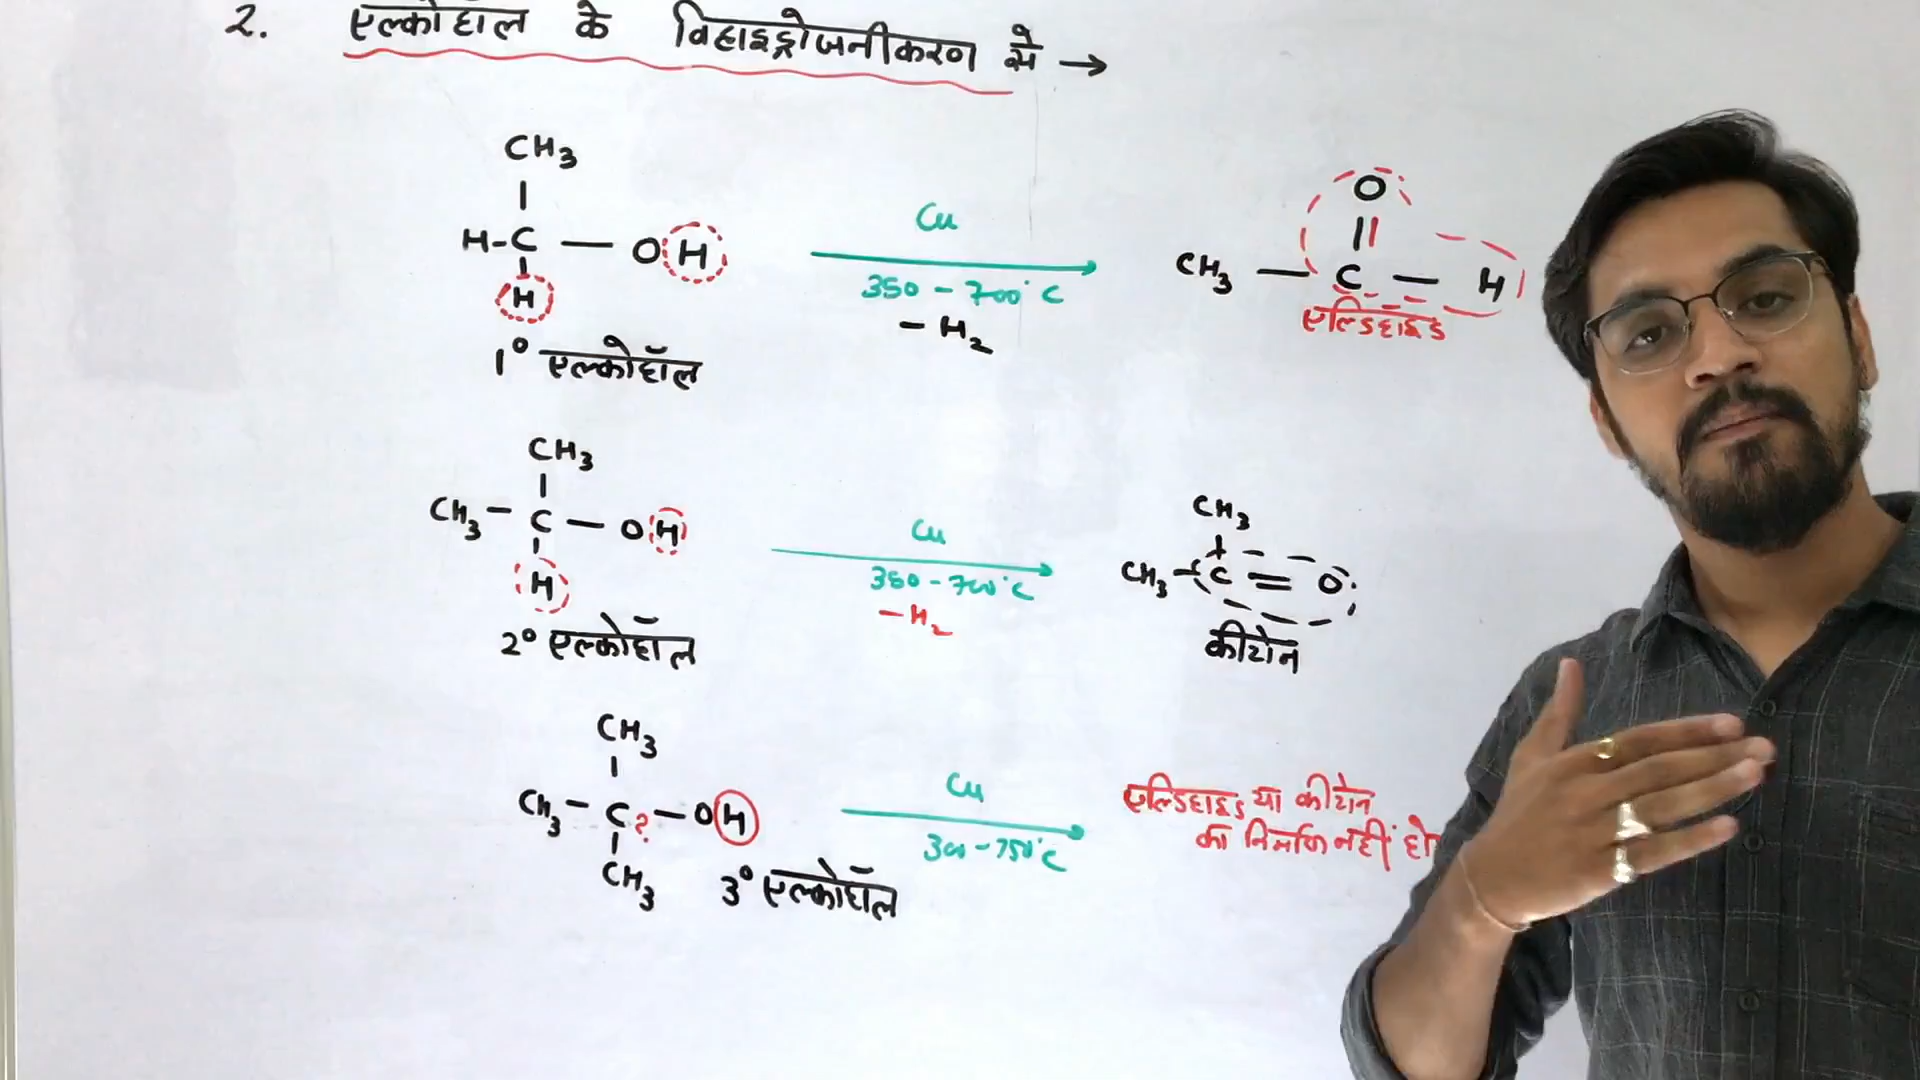 2. एल्कोहॉल के विहाइड्रोजनीकरण से →
CH3
|
H-C — OH
|
H
1° एल्कोहॉल
Cu
350 - 700°C
- H2
O
||
CH3 — C — H
एल्डिहाइड
CH3
|
CH3 - C — OH
|
H
2° एल्कोहॉल
Cu
350 - 700°C
- H2
CH3
|
CH3 - C = O
कीटोन
CH3
|
CH3 - C ? — OH
|
CH3
3° एल्कोहॉल
Cu
300 - 750°C
एल्डिहाइड या कीटोन
का निर्माण नहीं